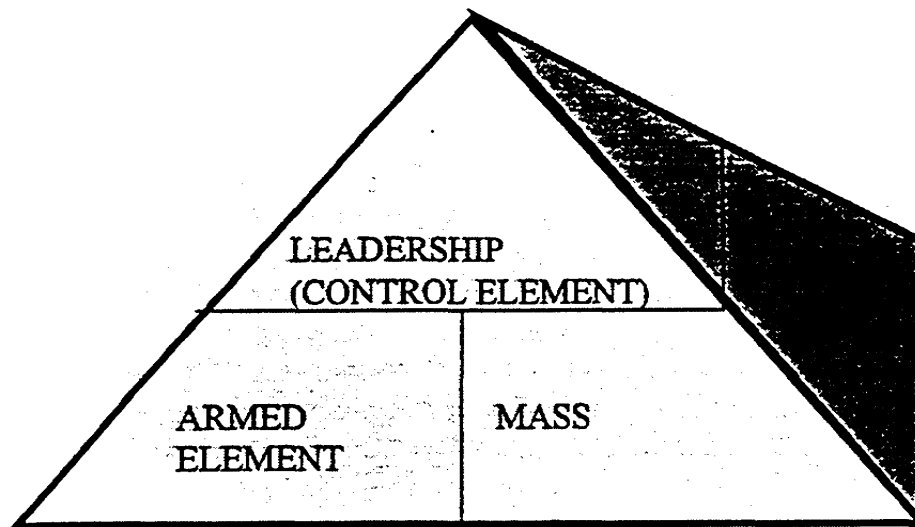 LEADERSHIP
(CONTROL ELEMENT)
ARMED
ELEMENT
MASS